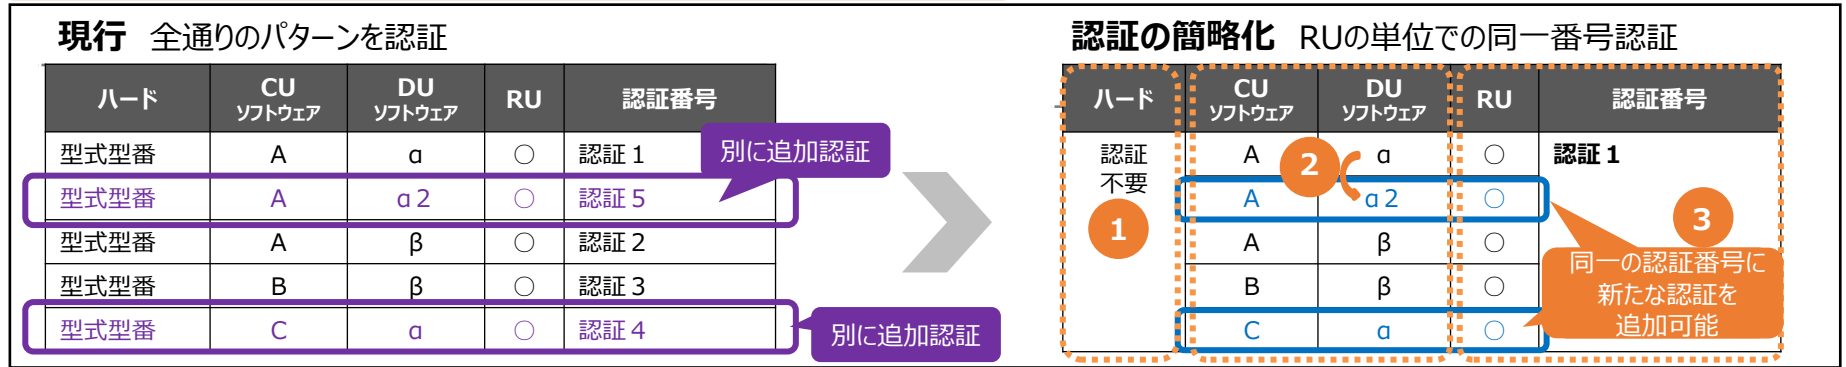 現行 全通りのパターンを認証
ハード CU ソフトウェア DU ソフトウェア RU 認証番号
型式型番 A α ○ 認証1
型式型番 A α2 ○ 認証5
型式型番 A β ○ 認証2
型式型番 B β ○ 認証3
型式型番 C α ○ 認証4
別に追加認証
別に追加認証
認証の簡略化 RUの単位での同一番号認証
ハード CU ソフトウェア DU ソフトウェア RU 認証番号
認証 A α ○ 認証1
不要 A α2 ○
A β ○
B β ○
C α ○
1
2
3
同一の認証番号に
新たな認証を
追加可能